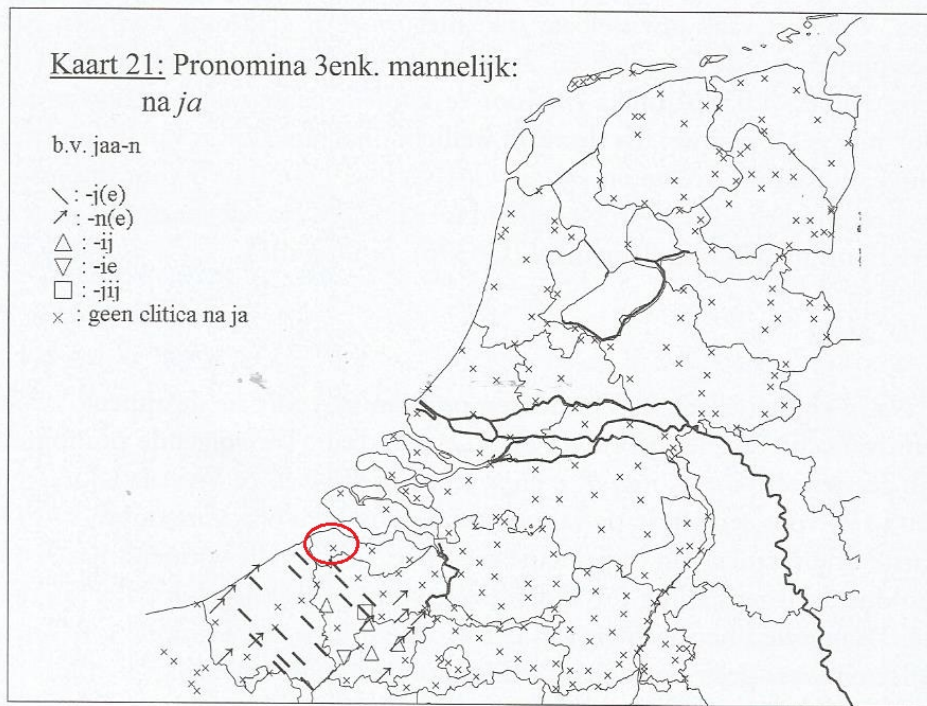 Kaart 21: Pronomina 3enk. mannelijk:
na ja
b.v. jaa-n
: -j(e)
: -n(e)
: -ij
: -ie
: -jij
: geen clitica na ja